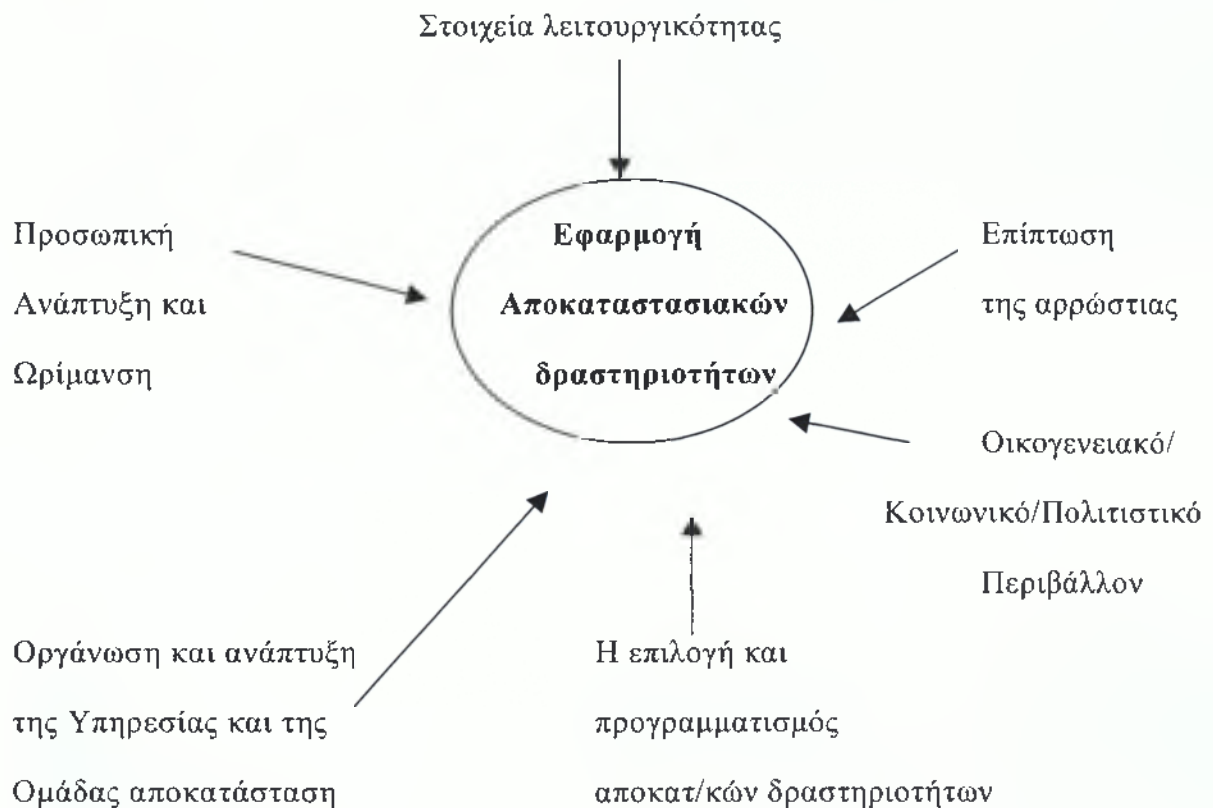 Στοιχεία λειτουργικότητας
Προσωπική
Ανάπτυξη και
Ωρίμανση
Εφαρμογή
Αποκαταστασιακών
δραστηριοτήτων
Επίπτωση
της αρρώστιας
Οικογενειακό/
Κοινωνικό/Πολιτιστικό
Περιβάλλον
Οργάνωση και ανάπτυξη
της Υπηρεσίας και της
Ομάδας αποκατάσταση
Η επιλογή και
προγραμματισμός
αποκατ/κών δραστηριοτήτων